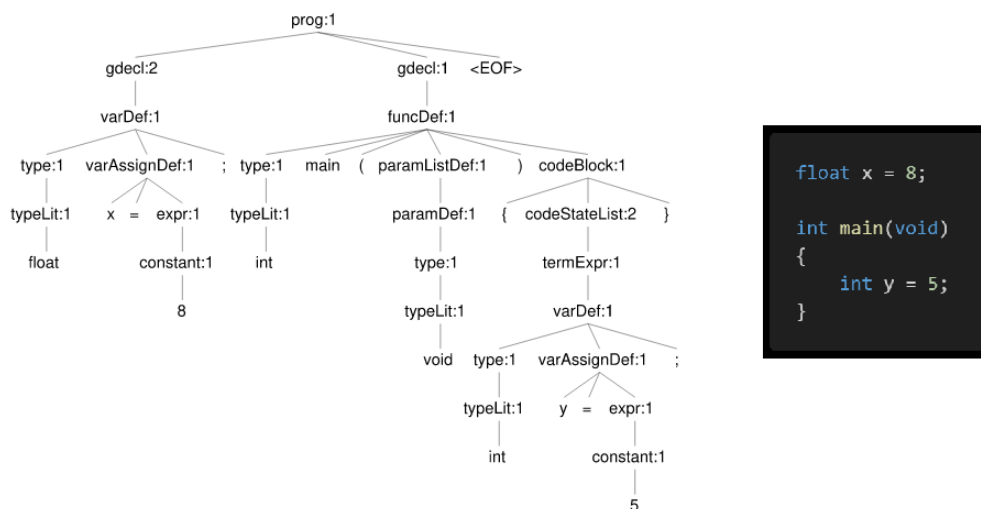 prog:1
gdecl:2 gdecl:1 <EOF>
varDef:1 funcDef:1
type:1 varAssignDef:1 ; type:1 main ( paramListDef:1 ) codeBlock:1
typeLit:1 x = expr:1 typeLit:1 paramDef:1 { codeStateList:2 }
float constant:1 int type:1 termExpr:1
8 typeLit:1 varDef:1
void type:1 varAssignDef:1 ;
typeLit:1 y = expr:1
int constant:1
5
float x = 8;
int main(void)
{
    int y = 5;
}